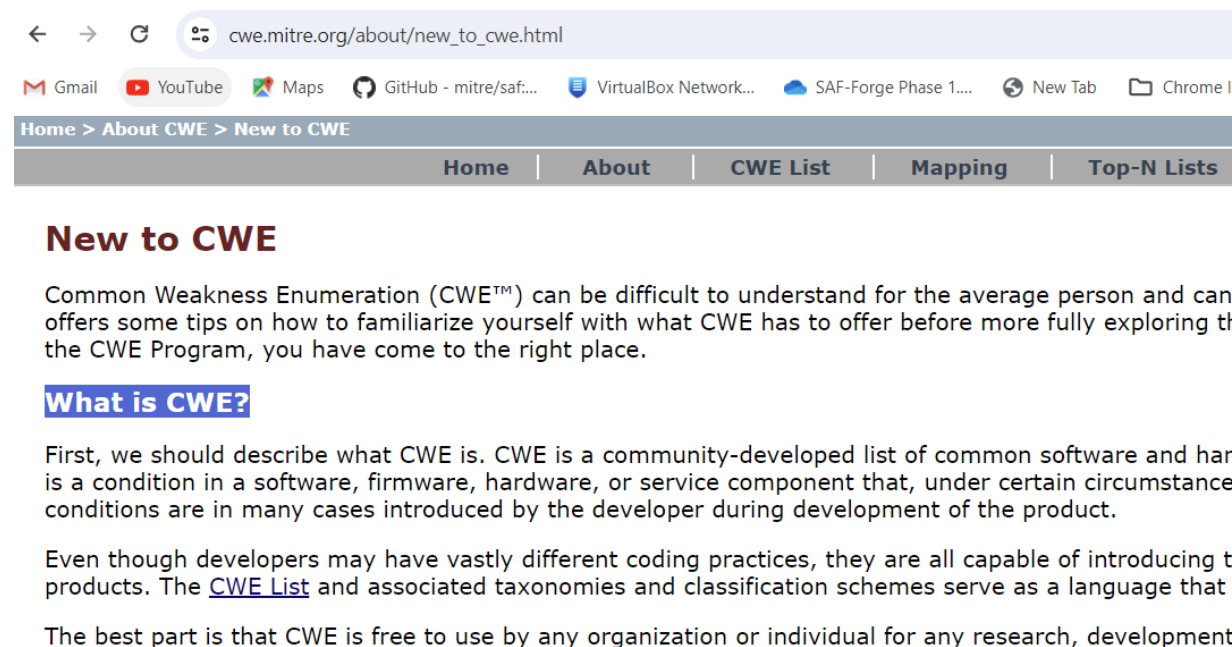 cwe.mitre.org/about/new_to_cwe.html
Gmail YouTube Maps GitHub - mitre/saf:... VirtualBox Network... SAF-Forge Phase 1.... New Tab Chrome
Home > About CWE > New to CWE
Home About CWE List Mapping Top-N Lists
New to CWE
Common Weakness Enumeration (CWE™) can be difficult to understand for the average person and can
offers some tips on how to familiarize yourself with what CWE has to offer before more fully exploring
the CWE Program, you have come to the right place.
What is CWE?
First, we should describe what CWE is. CWE is a community-developed list of common software and
is a condition in a software, firmware, hardware, or service component that, under certain circumstance
conditions are in many cases introduced by the developer during development of the product.
Even though developers may have vastly different coding practices, they are all capable of introducing
products. The CWE List and associated taxonomies and classification schemes serve as a language that
The best part is that CWE is free to use by any organization or individual for any research, development